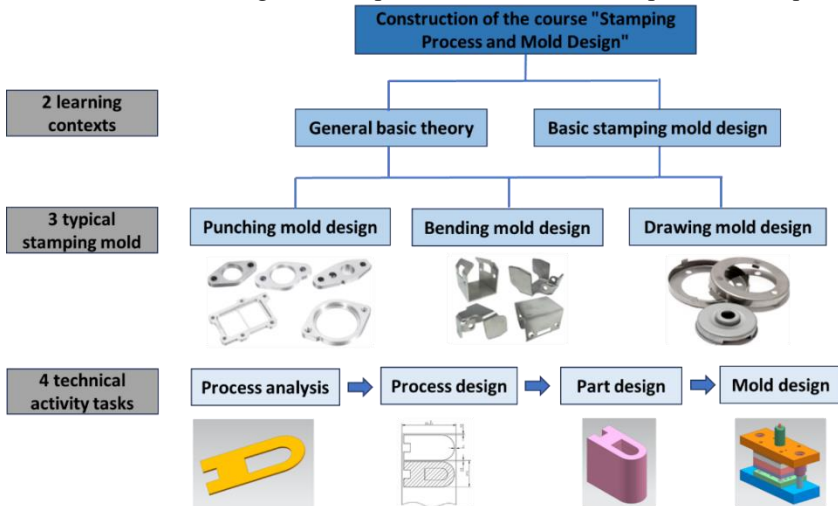 Construction of the course "Stamping
Process and Mold Design"
2 learning
contexts
General basic theory
Basic stamping mold design
3 typical
stamping mold
Punching mold design
Bending mold design
Drawing mold design
4 technical
activity tasks
Process analysis
Process design
Part design
Mold design